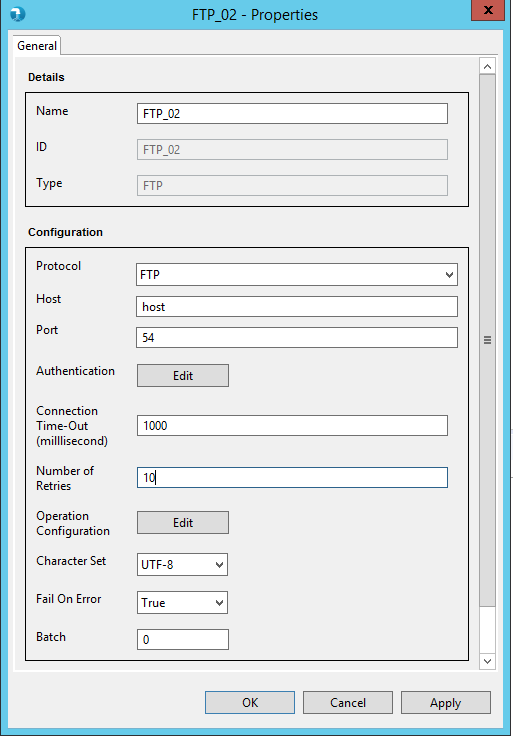 FTP_02 - Properties
x
General
Details
Name
FTP_02
ID
FTP_02
Type
FTP
Configuration
Protocol
FTP
Host
host
Port
54
Authentication
Edit
Connection
Time-Out
(milllisecond)
1000
Number of
Retries
10
Operation
Configuration
Edit
Character Set
UTF-8
Fail On Error
True
Batch
0
OK
Cancel
Apply